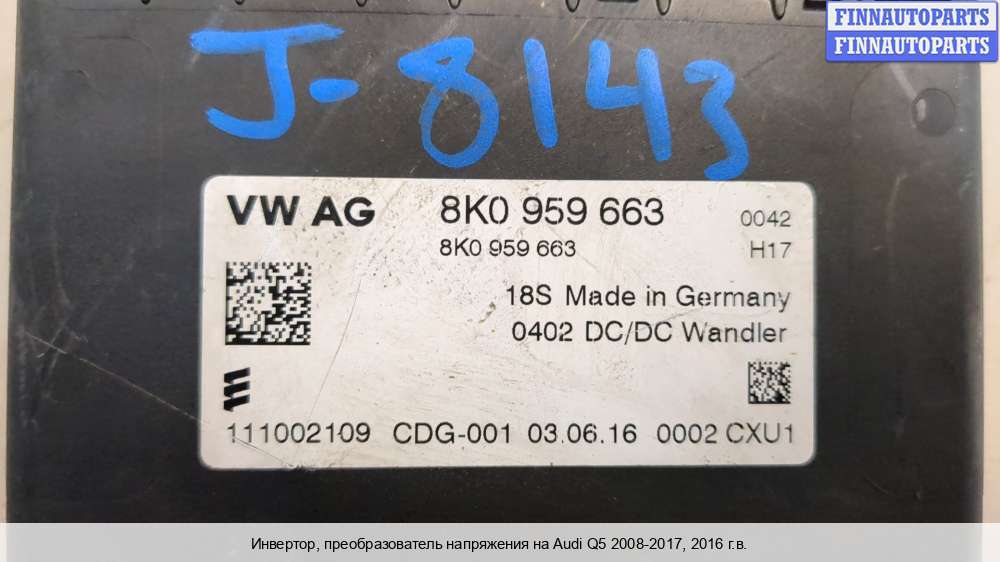 FINNAUTOPARTS
FINNAUTOPARTS
J-8143
VW AG 8K0 959 663 0042
8K0 959 663 H17
18S Made in Germany
0402 DC/DC Wandler
111002109 CDG-001 03.06.16 0002 CXU1
Инвертор, преобразователь напряжения на Audi Q5 2008-2017, 2016 г.в.